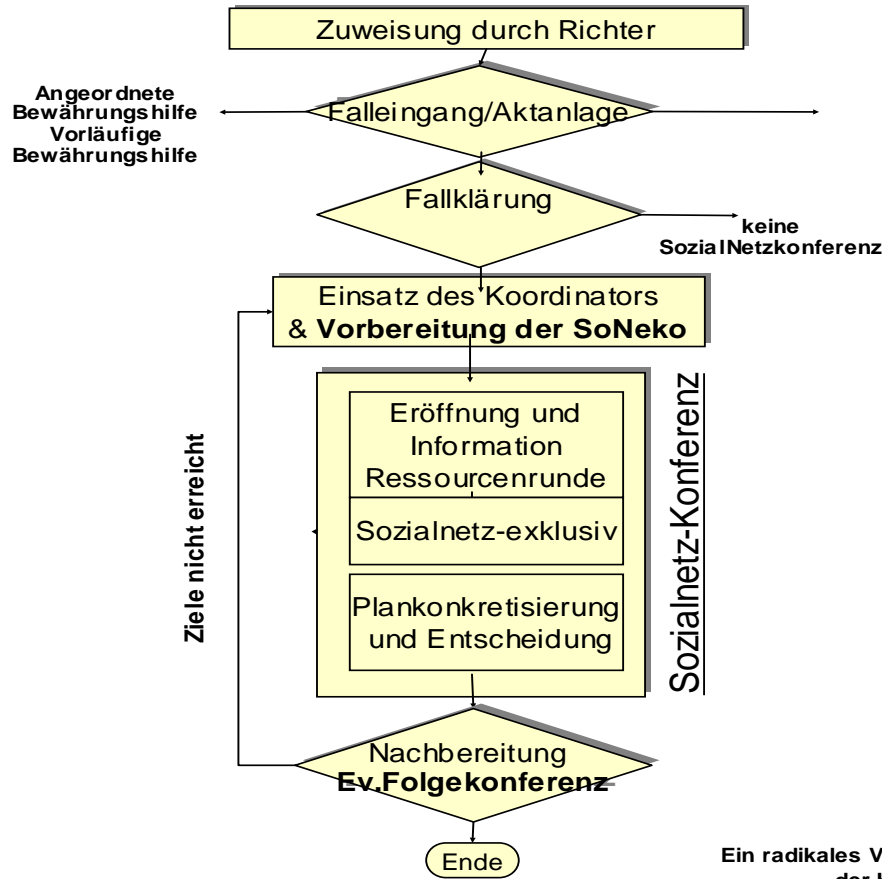 Zuweisung durch Richter
Angeordnete
Bewährungshilfe
Vorläufige
Bewährungshilfe
Falleingang/Aktanlage
Fallklärung
keine
SozialNetzkonferenz
Einsatz des Koordinators
& Vorbereitung der SoNeko
Ziele nicht erreicht
Eröffnung und
Information
Ressourcenrunde
Sozialnetz-exklusiv
Plankonkretisierung
und Entscheidung
Sozialnetz-Konferenz
Nachbereitung
Ev.Folgekonferenz
Ende
Ein radikales